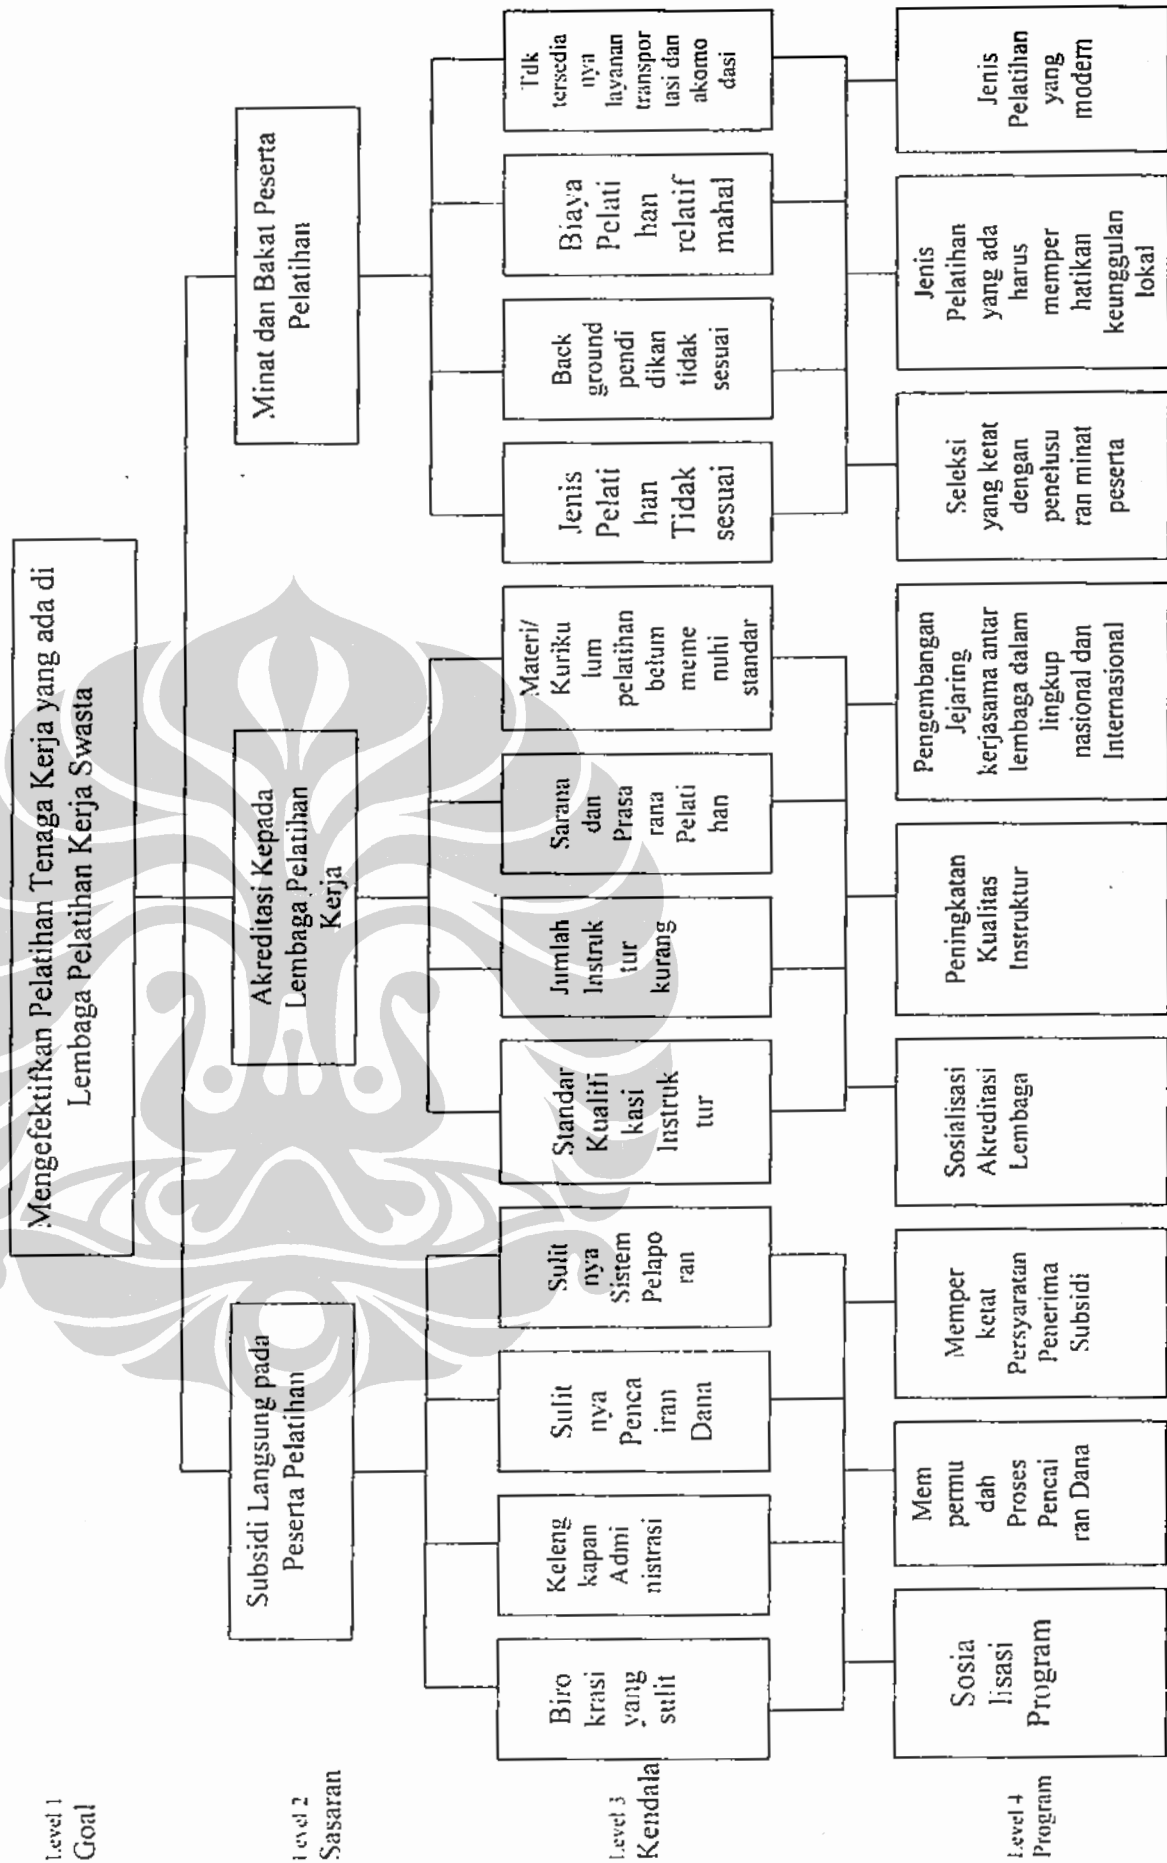 Level 1
Goal
Mengefektifkan Pelatihan Tenaga Kerja yang ada di
Lembaga Pelatihan Kerja Swasta
Level 2
Sasaran
Subsidi Langsung pada
Peserta Pelatihan
Akreditasi Kepada
Lembaga Pelatihan
Kerja
Minat dan Bakat Peserta
Pelatihan
Level 3
Kendala
Biro
krasi
yang
sulit
Keleng
kapan
Admi
nistrasi
Sulit
nya
Penca
iran
Dana
Sulit
nya
Sistem
Pelapo
ran
Standar
Kualifi
kasi
Instruk
tur
Jumlah
Instruk
tur
kurang
Sarana
dan
Prasa
rana
Pelati
han
Materi/
Kuriku
lum
pelatihan
belum
meme
nuhi
standar
Jenis
Pelati
han
Tidak
sesuai
Back
ground
pendi
dikan
tidak
sesuai
Biaya
Pelati
han
relatif
mahal
Tdk
tersedia
nya
layanan
transpor
tasi dan
akomo
dasi
Level 4
Program
Sosia
lisasi
Program
Mem
permu
dah
Proses
Pencai
ran Dana
Memper
ketat
Persyaratan
Penerima
Subsidi
Sosialisasi
Akreditasi
Lembaga
Peningkatan
Kualitas
Instruktur
Pengembangan
Jejaring
kerjasama antar
lembaga dalam
lingkup
nasional dan
Internasional
Seleksi
yang ketat
dengan
penelusu
ran minat
peserta
Jenis
Pelatihan
yang ada
harus
memper
hatikan
keunggulan
lokal
Jenis
Pelatihan
yang
modern